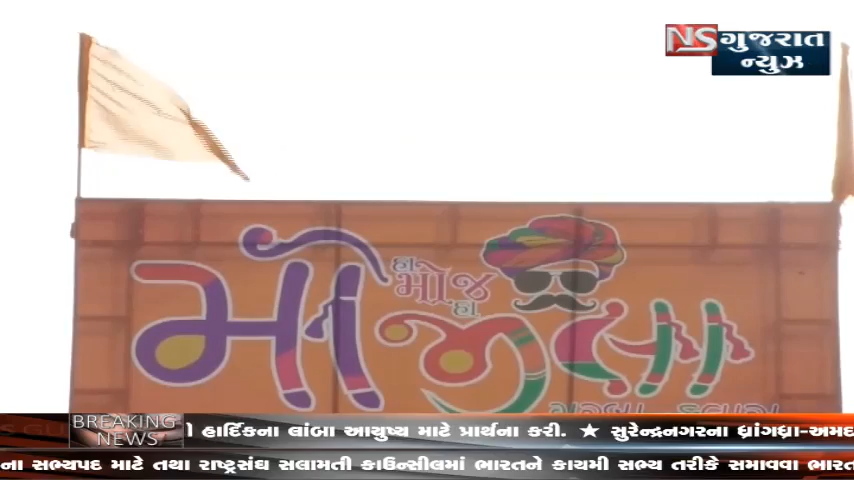 NS ગુજરાત
ન્યુઝ
હા
મોજ
હા
મોજીલા
BREAKING
NEWS
ી હાર્દિકના લાંબા આયુષ્ય માટે પ્રાર્થના કરી. ★ સુરેન્દ્રનગરના ધ્રાંગધ્રા-અમદ
ના સભ્યપદ માટે તથા રાષ્ટ્રસંઘ સલામતી કાઉન્સીલમાં ભારતને કાયમી સભ્ય તરીકે સમાવવા ભારત